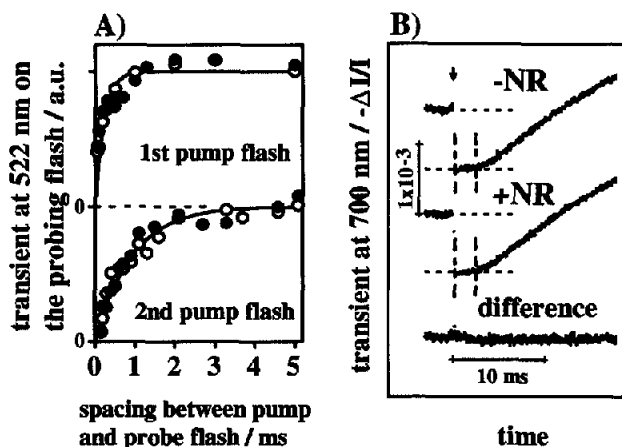 A)
transient at 522 nm on
the probing flash / a.u.
1st pump flash
0
2nd pump flash
0
0 1 2 3 4 5
spacing between pump
and probe flash / ms
B)
transient at 700 nm / -ΔI/I
-NR
1x10-3
+NR
difference
10 ms
time